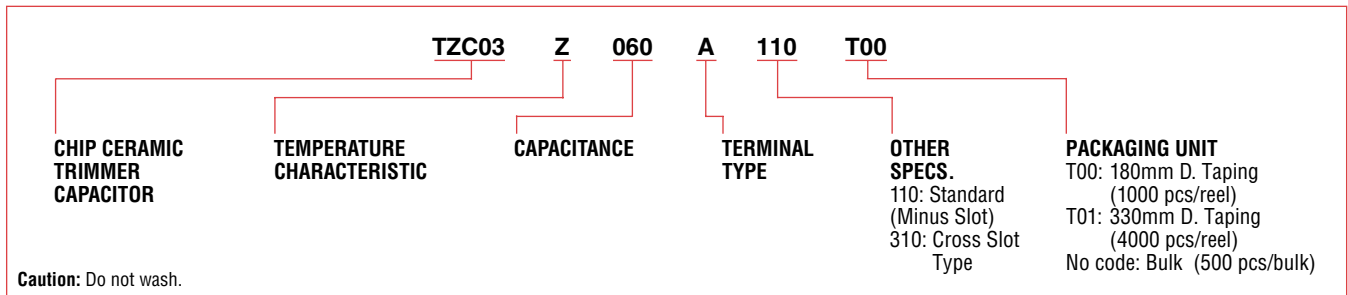 TZC03 Z 060 A 110 T00
CHIP CERAMIC
TRIMMER
CAPACITOR
TEMPERATURE
CHARACTERISTIC
CAPACITANCE
TERMINAL
TYPE
OTHER
SPECS.
110: Standard
(Minus Slot)
310: Cross Slot
Type
PACKAGING UNIT
T00: 180mm D. Taping
(1000 pcs/reel)
T01: 330mm D. Taping
(4000 pcs/reel)
No code: Bulk (500 pcs/bulk)
Caution: Do not wash.